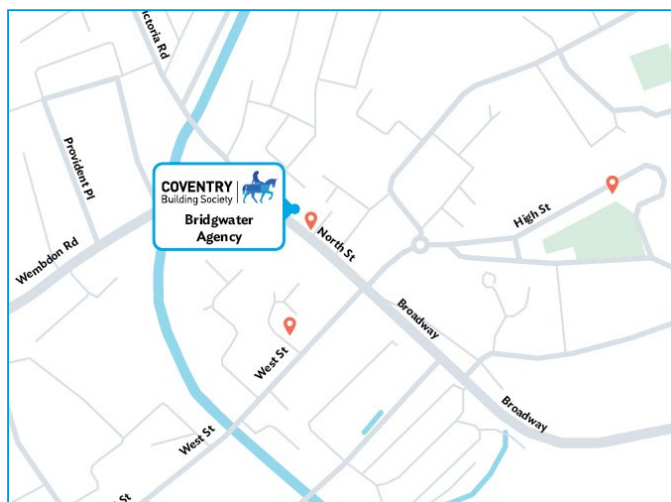 Victoria Rd
Provident Pl
COVENTRY
Building Society
Bridgwater
Agency
High St
North St
Wembdon Rd
Broadway
West St
Broadway
West St
St